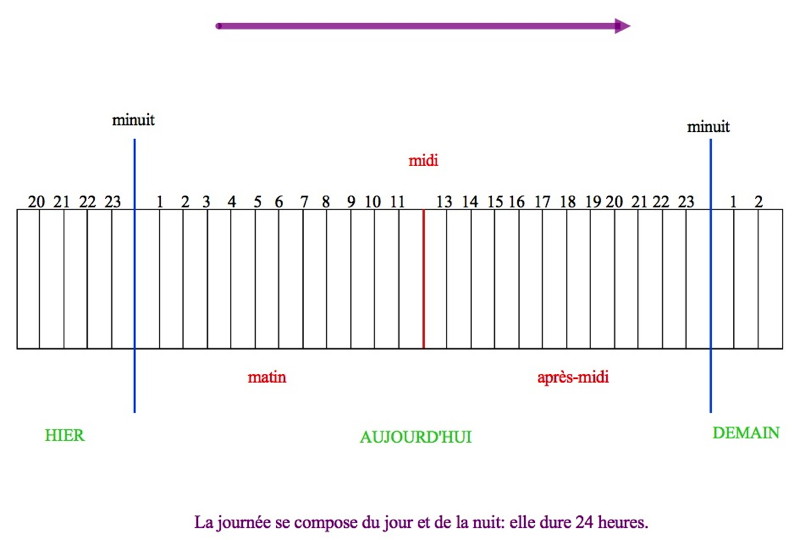 minuit
minuit
midi
20 21 22 23 1 2 3 4 5 6 7 8 9 10 11 13 14 15 16 17 18 19 20 21 22 23 1 2
matin après-midi
HIER AUJOURD'HUI DEMAIN
La journée se compose du jour et de la nuit: elle dure 24 heures.